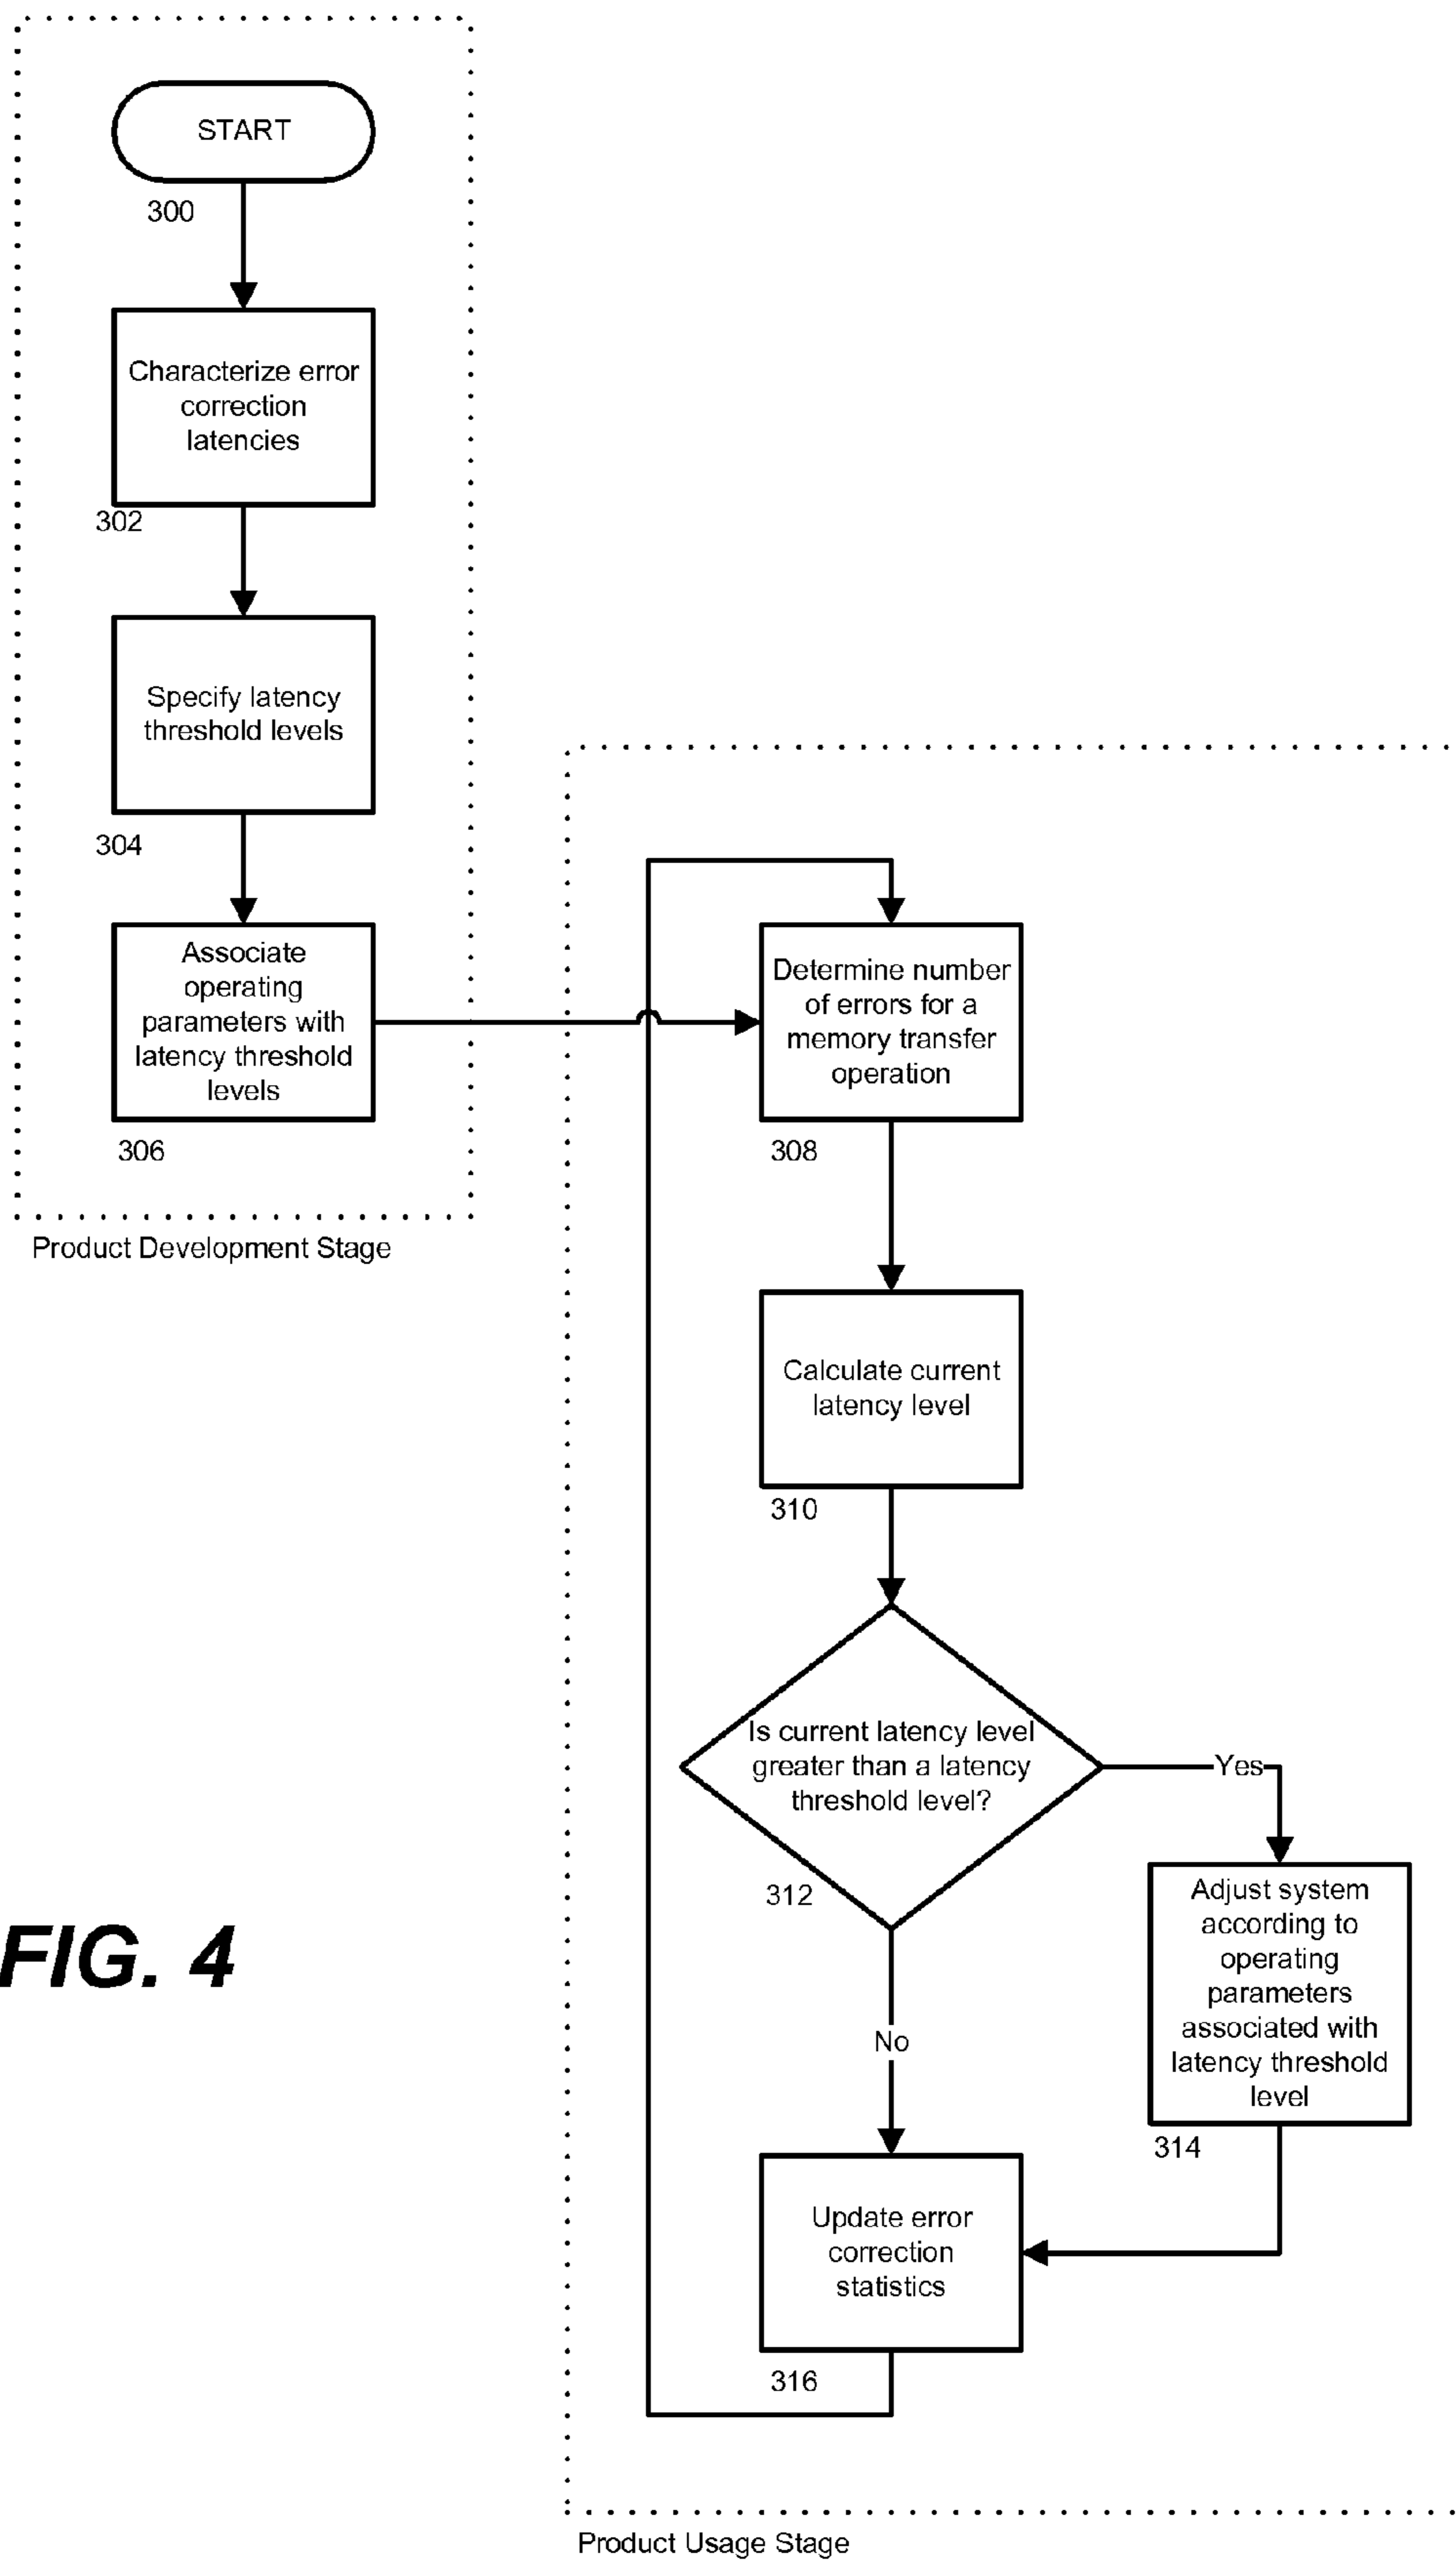 START
300
Characterize error
correction
latencies
302
Specify latency
threshold levels
304
Associate
operating
parameters with
latency threshold
levels
306
Product Development Stage
Determine number
of errors for a
memory transfer
operation
308
Calculate current
latency level
310
Is current latency level
greater than a latency
threshold level?
312
Yes
No
Adjust system
according to
operating
parameters
associated with
latency threshold
level
314
Update error
correction
statistics
316
Product Usage Stage
FIG. 4